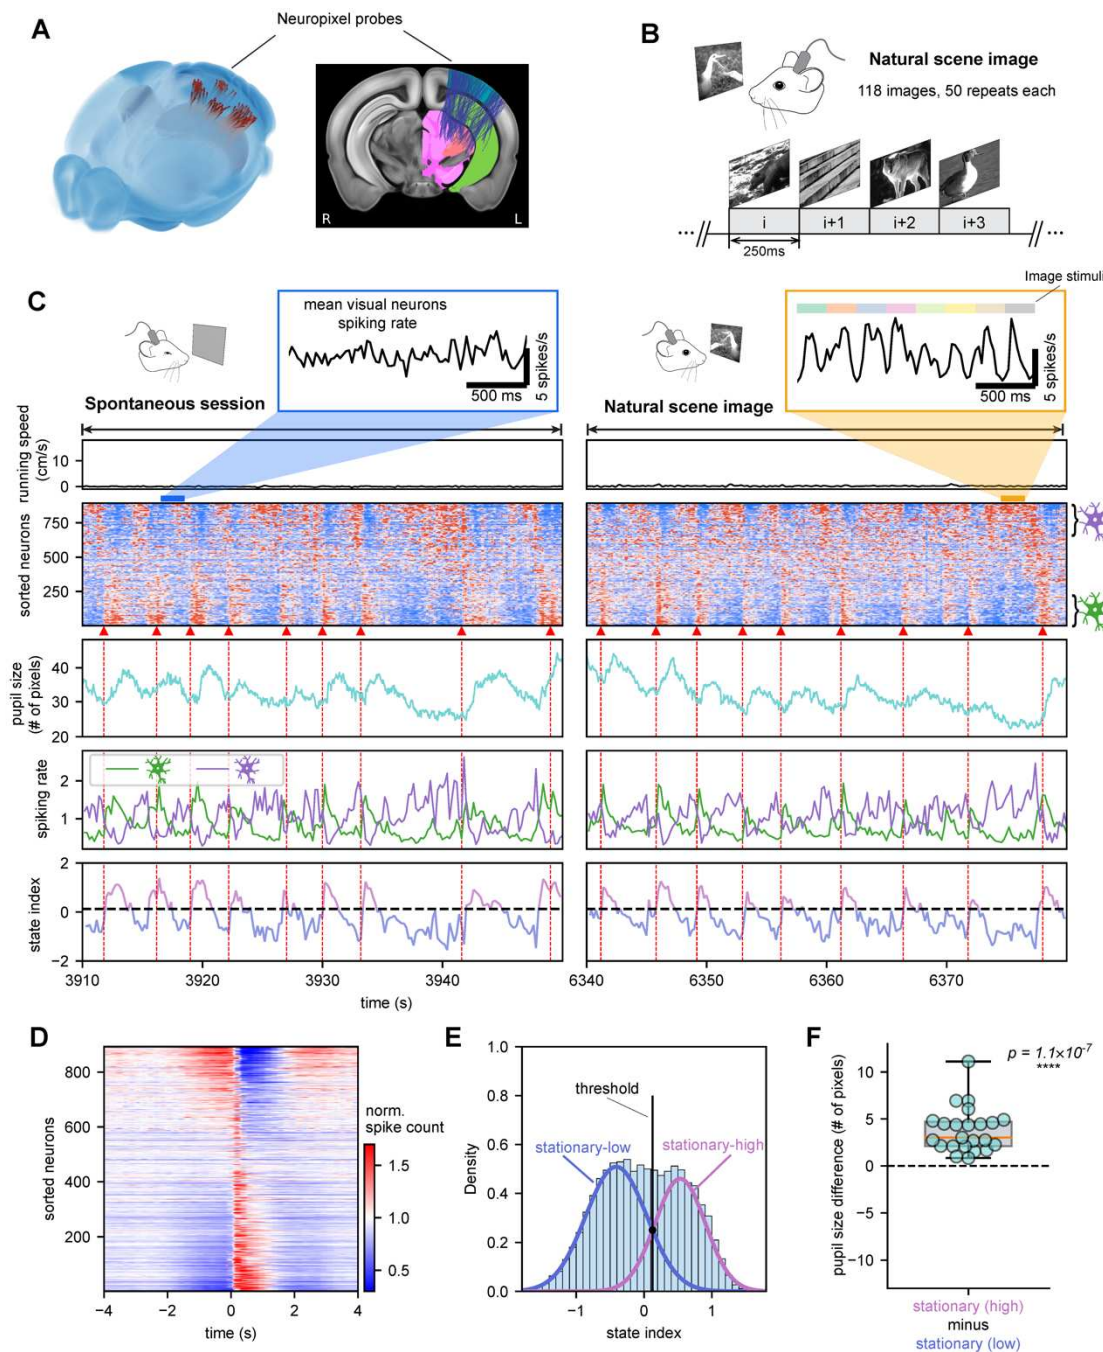 A
Neuropixel probes
R
L
B
Natural scene image
118 images, 50 repeats each
i
i+1
i+2
i+3
250ms
C
mean visual neurons
spiking rate
500 ms
5 spikes/s
Spontaneous session
Image stimuli
500 ms
5 spikes/s
Natural scene image
running speed
(cm/s)
10
0
sorted neurons
750
500
250
pupil size
(# of pixels)
40
30
20
spiking rate
2
1
state index
2
0
−2
3910
3920
3930
3940
6340
6350
6360
6370
time (s)
D
sorted neurons
800
600
400
200
−4
−2
0
2
4
time (s)
norm.
spike count
1.5
1.0
0.5
E
Density
1.0
0.8
0.6
0.4
0.2
0.0
threshold
stationary-low
stationary-high
−1
0
1
state index
F
pupil size difference (# of pixels)
10
5
0
−5
−10
p = 1.1×10⁻⁷
****
stationary (high)
minus
stationary (low)